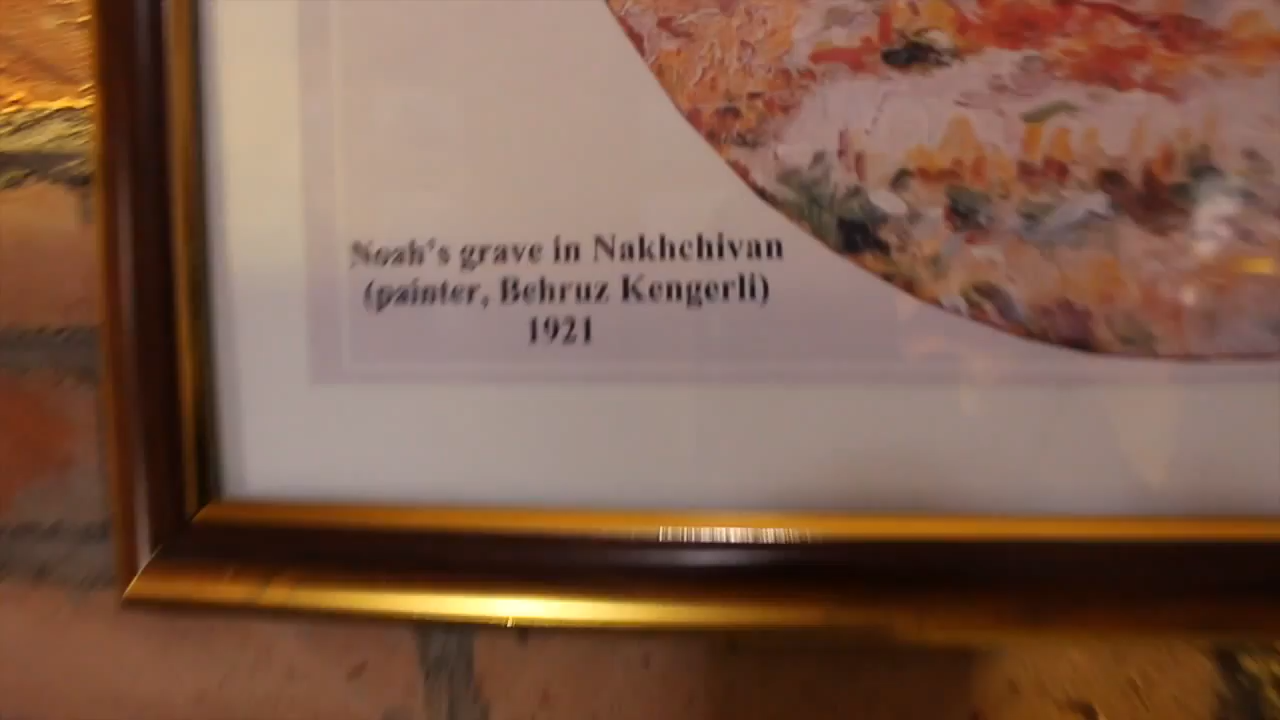 Noah's grave in Nakhchivan
(painter, Behruz Kengerli)
1921